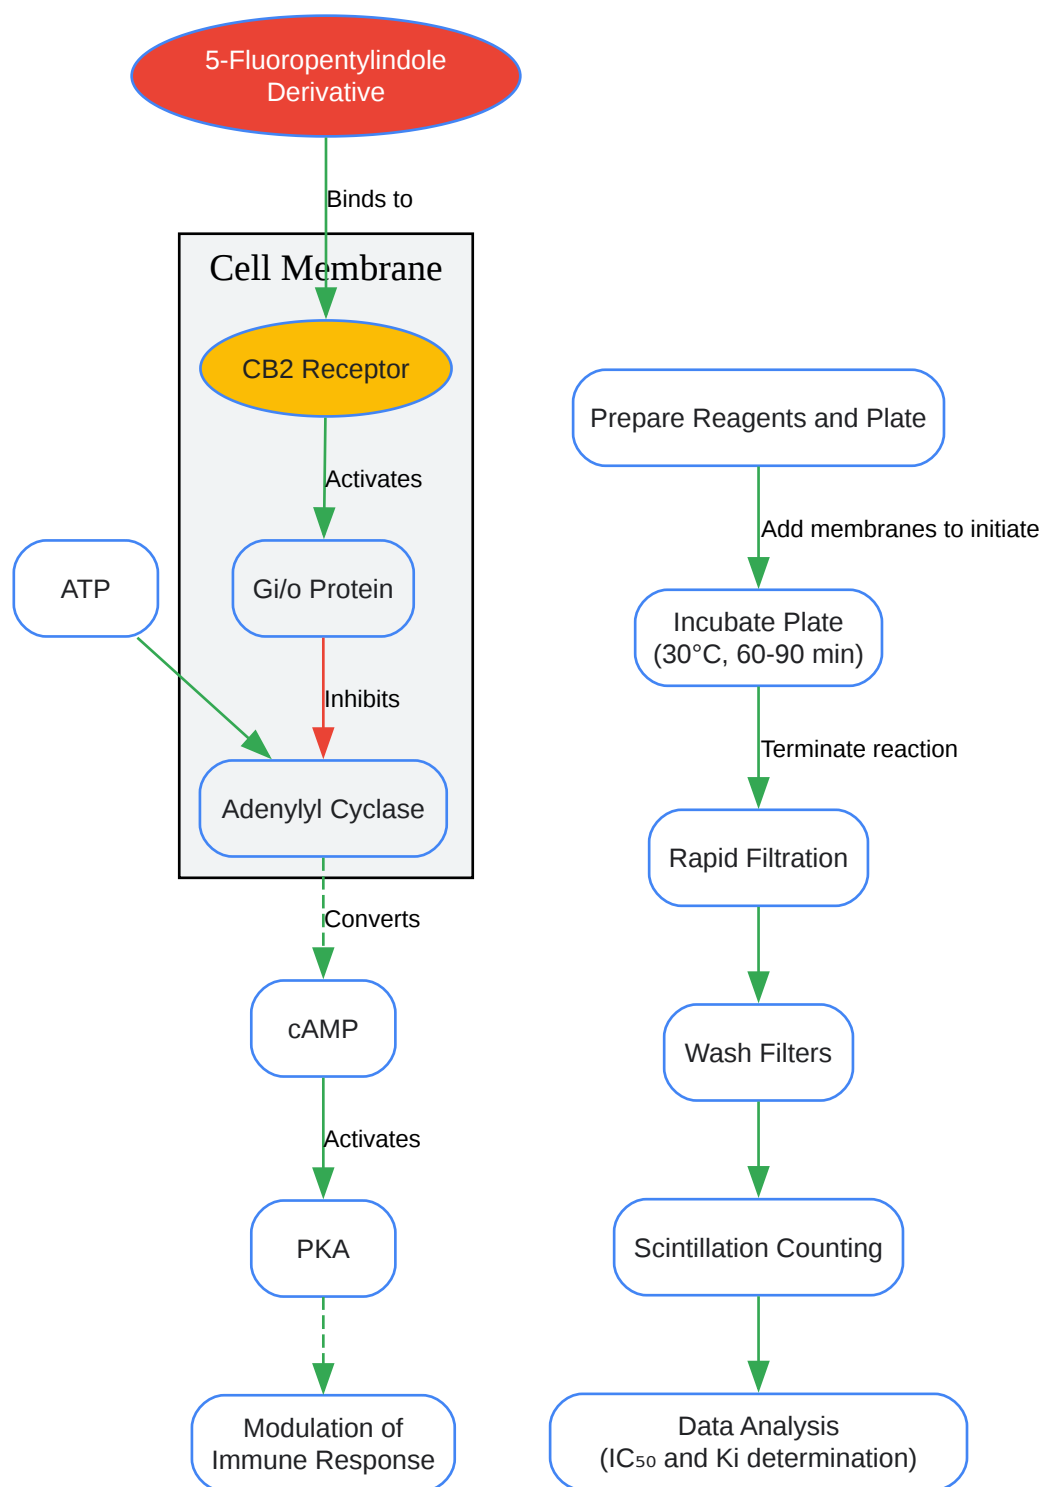 5-Fluoropentylindole
Derivative
Binds to
Cell Membrane
CB2 Receptor
Activates
ATP
Gi/o Protein
Inhibits
Adenylyl Cyclase
Converts
cAMP
Activates
PKA
Modulation of
Immune Response
Prepare Reagents and Plate
Add membranes to initiate
Incubate Plate
(30°C, 60-90 min)
Terminate reaction
Rapid Filtration
Wash Filters
Scintillation Counting
Data Analysis
(IC₅₀ and Ki determination)